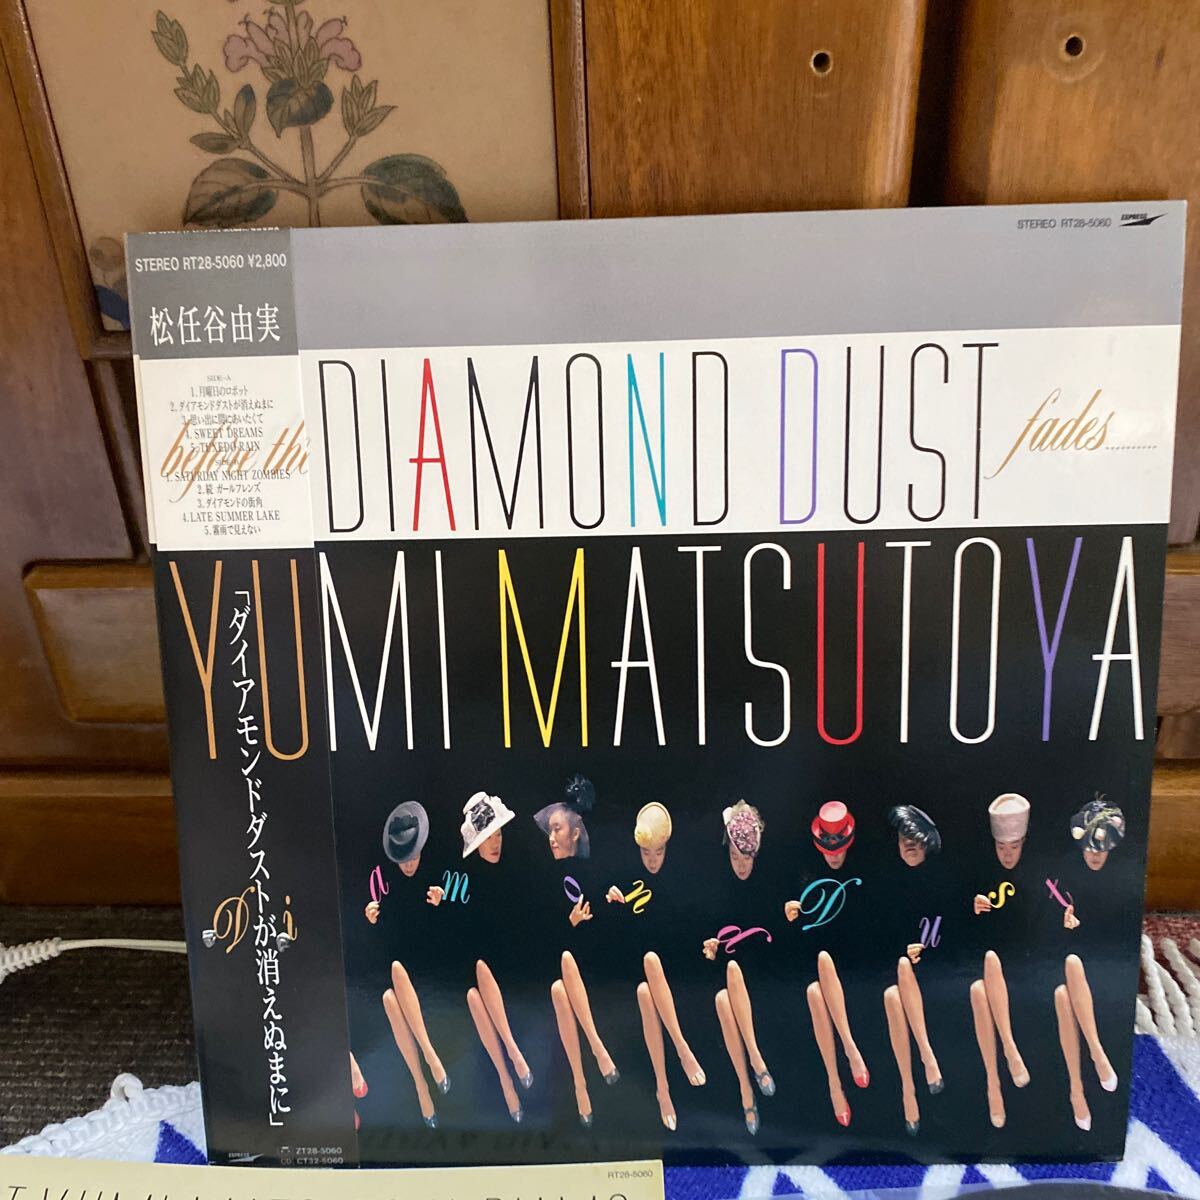 STEREO RT28-5060 ¥2,800
松任谷由実
SIDE-A
1. 月曜日のロボット
2. ダイアモンドダストが消えぬまに
3. 思い出に間にあいたくて
4. SWEET DREAMS
5. TUXEDO RAIN
1. SATURDAY NIGHT ZOMBIES
2. 続 ガールフレンズ
3. ダイアモンドの街角
4. LATE SUMMER LAKE
5. 霧雨で見えない
「ダイアモンドダストが消えぬまに」
EXPRESS
ZT28-5060
CD CT32-5060
STEREO RT28-5060 EXPRESS
before the DIAMOND DUST fades..........
YUMI MATSUTOYA
Diamond Dust
RT28-5060